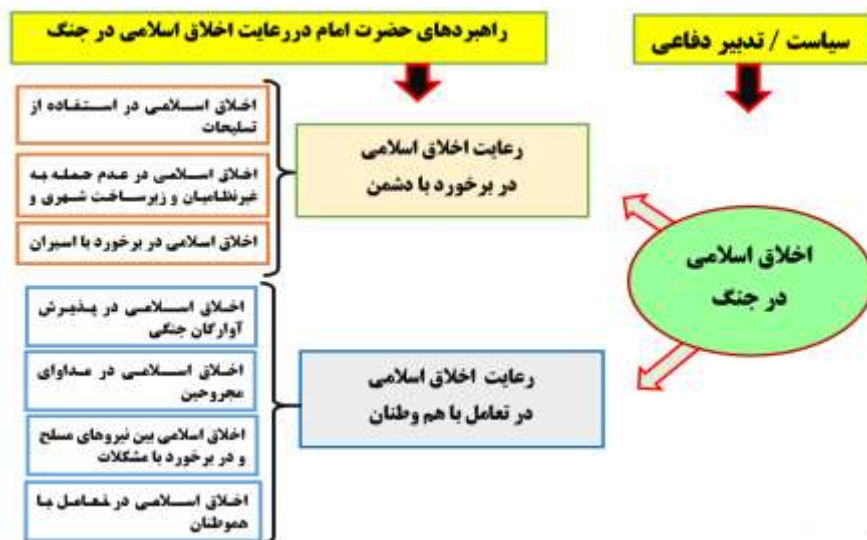 سیاست / تدبیر دفاعی
راهبردهای حضرت امام در رعایت اخلاق اسلامی در جنگ
اخلاق اسلامی
در جنگ
رعایت اخلاق اسلامی
در برخورد با دشمن
اخلاق اسلامی در استفاده از
تسلیحات
اخلاق اسلامی در عدم حمله به
غیرنظامیان و زیرساخت شهری و
اخلاق اسلامی در برخورد با اسیران
رعایت اخلاق اسلامی
در تعامل با هم وطنان
اخلاق اسلامی در پذیرش
آوارگان جنگی
اخلاق اسلامی در مداوای
مجروحین
اخلاق اسلامی بین نیروهای مسلح
و در برخورد با مشکلات
اخلاق اسلامی در تعامل با
هموطنان